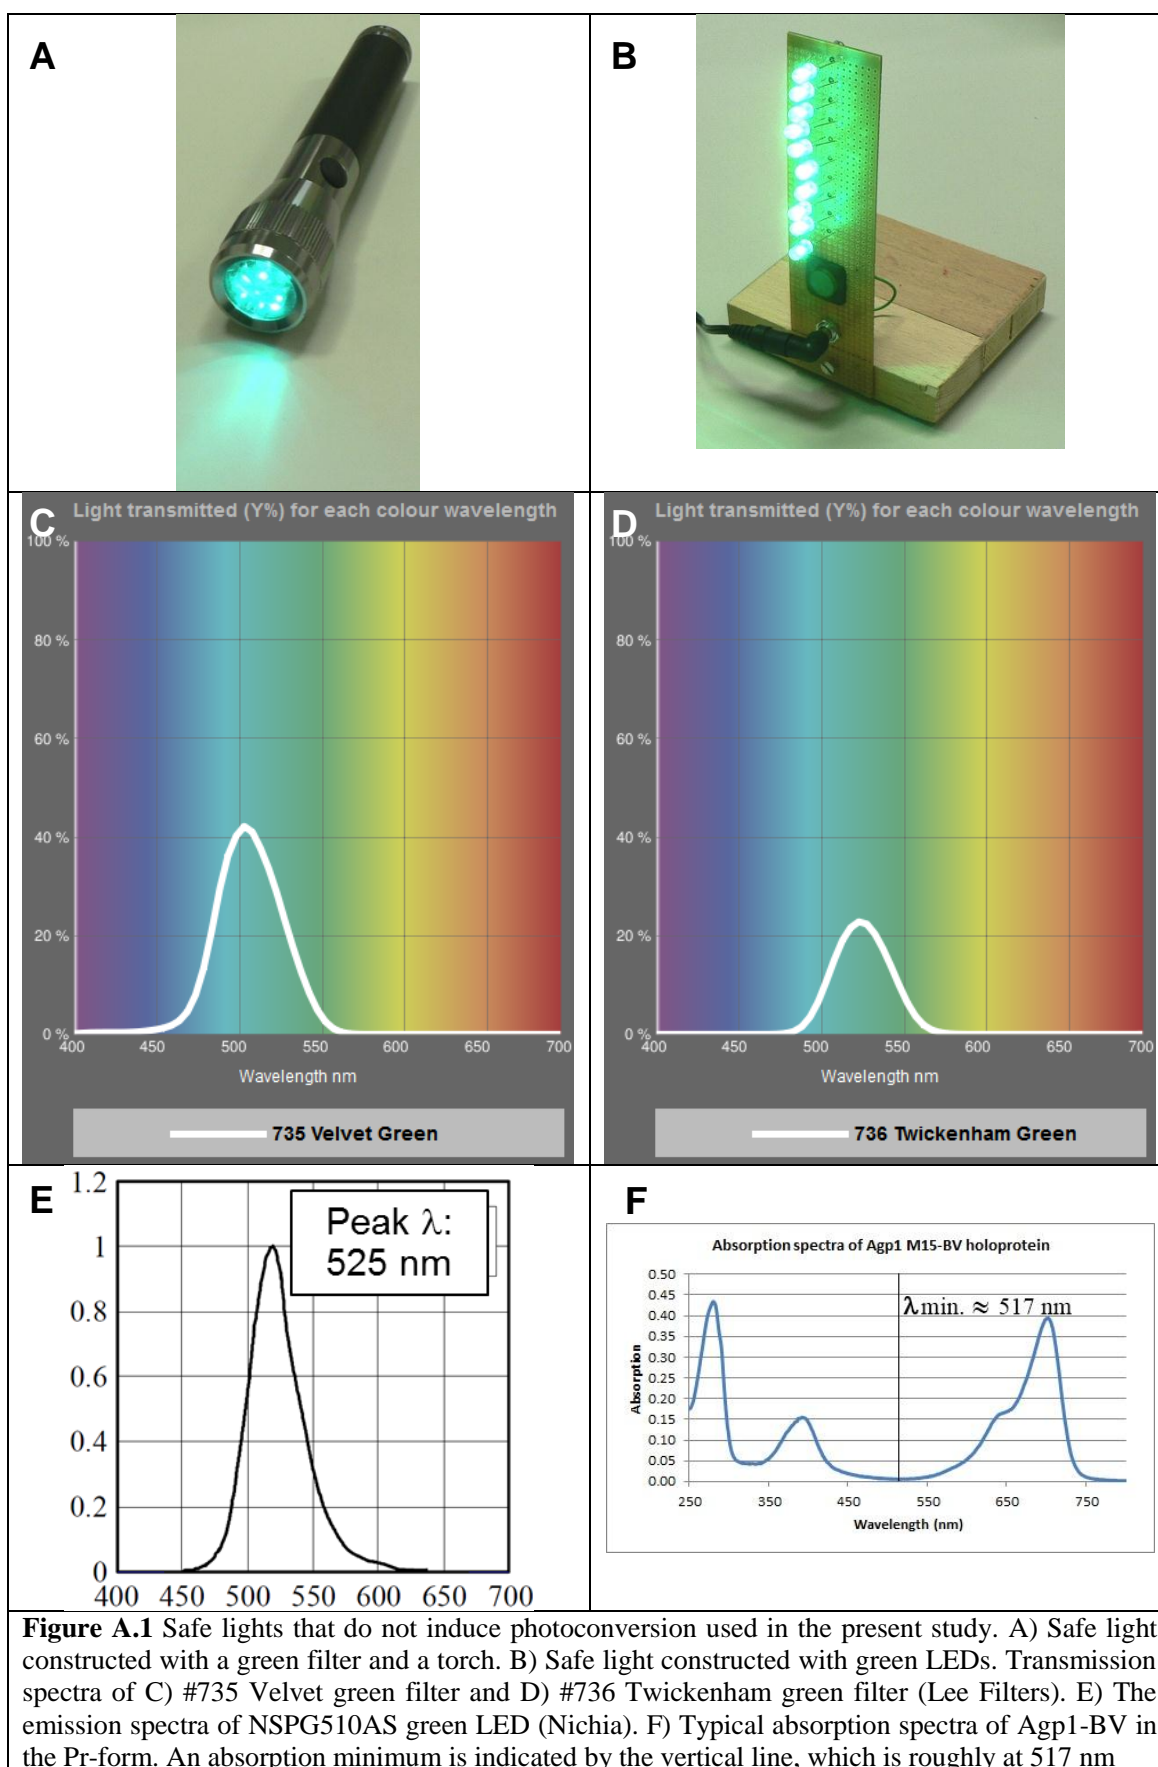 A
B
C
Light transmitted (Y%) for each colour wavelength
100 %
80 %
60 %
40 %
20 %
0 %
400 450 500 550 600 650 700
Wavelength nm
735 Velvet Green
D
Light transmitted (Y%) for each colour wavelength
100 %
80 %
60 %
40 %
20 %
0 %
400 450 500 550 600 650 700
Wavelength nm
736 Twickenham Green
E
1.2
1
0.8
0.6
0.4
0.2
0
Peak λ:
525 nm
400 450 500 550 600 650 700
F
Absorption spectra of Agp1 M15-BV holoprotein
0.50
0.45
0.40
0.35
0.30
0.25
0.20
0.15
0.10
0.05
0.00
Absorption
λmin. ≈ 517 nm
250 350 450 550 650 750
Wavelength (nm)
Figure A.1 Safe lights that do not induce photoconversion used in the present study. A) Safe light
constructed with a green filter and a torch. B) Safe light constructed with green LEDs. Transmission
spectra of C) #735 Velvet green filter and D) #736 Twickenham green filter (Lee Filters). E) The
emission spectra of NSPG510AS green LED (Nichia). F) Typical absorption spectra of Agp1-BV in
the Pr-form. An absorption minimum is indicated by the vertical line, which is roughly at 517 nm